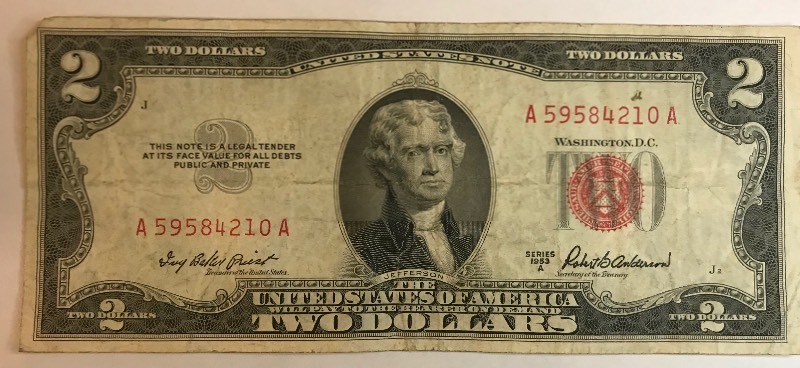 TWO DOLLARS
TWO DOLLARS
2
UNITED STATES NOTE
2
J
A 59584210 A
THIS NOTE IS A LEGAL TENDER
AT ITS FACE VALUE FOR ALL DEBTS
PUBLIC AND PRIVATE
2
WASHINGTON, D.C.
TWO
A 59584210 A
Ivy Baker Priest
Treasurer of the United States.
SERIES
1953
A
Robert B. Anderson
Secretary of the Treasury.
J 2
JEFFERSON
THE
UNITED STATES OF AMERICA
WILL PAY TO THE BEARER ON DEMAND
TWO DOLLARS
TWO DOLLARS
2
TWO DOLLARS
2